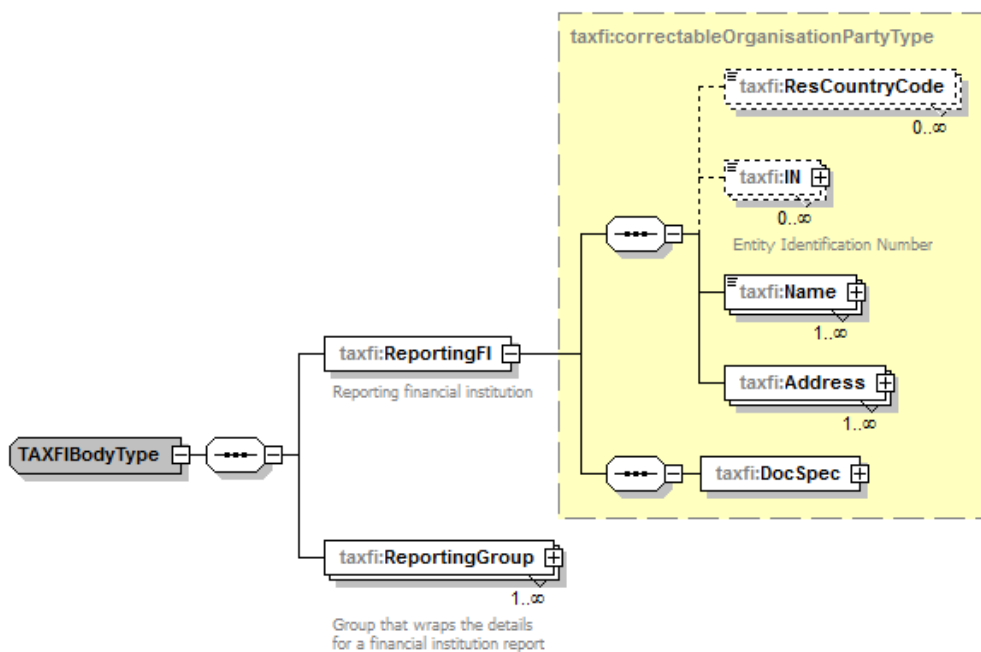 taxfi:correctableOrganisationPartyType
taxfi:ResCountryCode
0..∞
taxfi:IN
0..∞
Entity Identification Number
taxfi:Name
1..∞
taxfi:ReportingFI
Reporting financial institution
taxfi:Address
1..∞
TAXFIBodyType
taxfi:DocSpec
taxfi:ReportingGroup
1..∞
Group that wraps the details
for a financial institution report